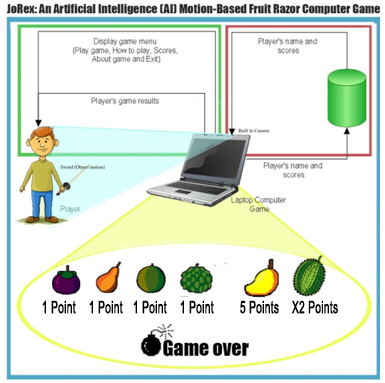 JoRex: An Artificial Intelligence (AI) Motion-Based Fruit Razor Computer Game
Display game menu
(Play game, How to play, Scores,
About game and Exit)
Player's game results
Player's name and
scores
Built In Camera
Sword (Object motion)
Player
Player's name and
scores
Laptop Computer
Game
1 Point
1 Point
1 Point
1 Point
5 Points
X2 Points
Game over